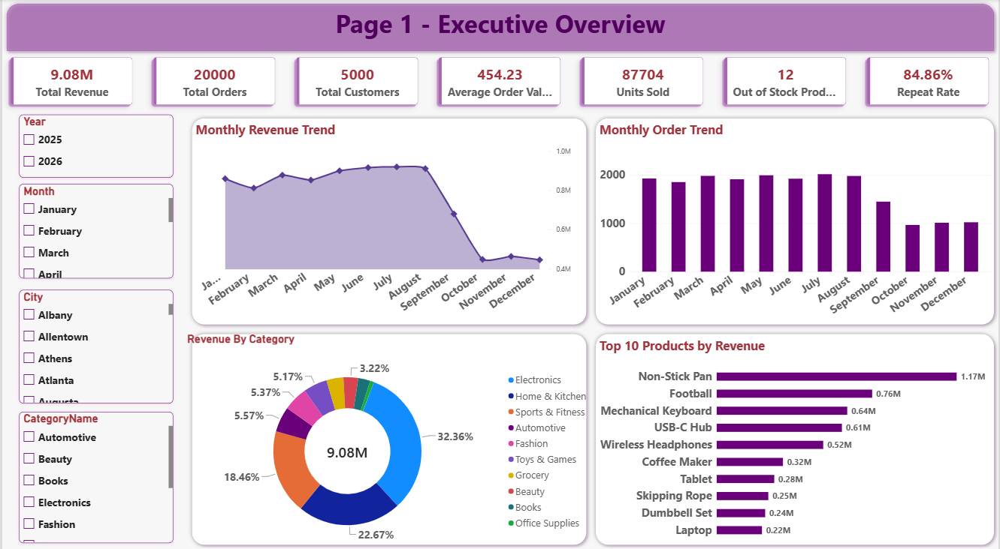 Page 1 - Executive Overview
9.08M
Total Revenue
20000
Total Orders
5000
Total Customers
454.23
Average Order Val...
87704
Units Sold
12
Out of Stock Prod...
84.86%
Repeat Rate
Year
2025
2026
Month
January
February
March
April
City
Albany
Allentown
Athens
Atlanta
Augusta
CategoryName
Automotive
Beauty
Books
Electronics
Fashion
Monthly Revenue Trend
1.0M
0.8M
0.6M
0.4M
Ja...
February
March
April
May
June
July
August
September
October
November
December
Monthly Order Trend
2000
1000
0
January
February
March
April
May
June
July
August
September
October
November
December
Revenue By Category
3.22%
5.17%
5.37%
5.57%
18.46%
22.67%
32.36%
9.08M
Electronics
Home & Kitchen
Sports & Fitness
Automotive
Fashion
Toys & Games
Grocery
Beauty
Books
Office Supplies
Top 10 Products by Revenue
Non-Stick Pan 1.17M
Football 0.76M
Mechanical Keyboard 0.64M
USB-C Hub 0.61M
Wireless Headphones 0.52M
Coffee Maker 0.32M
Tablet 0.28M
Skipping Rope 0.25M
Dumbbell Set 0.24M
Laptop 0.22M